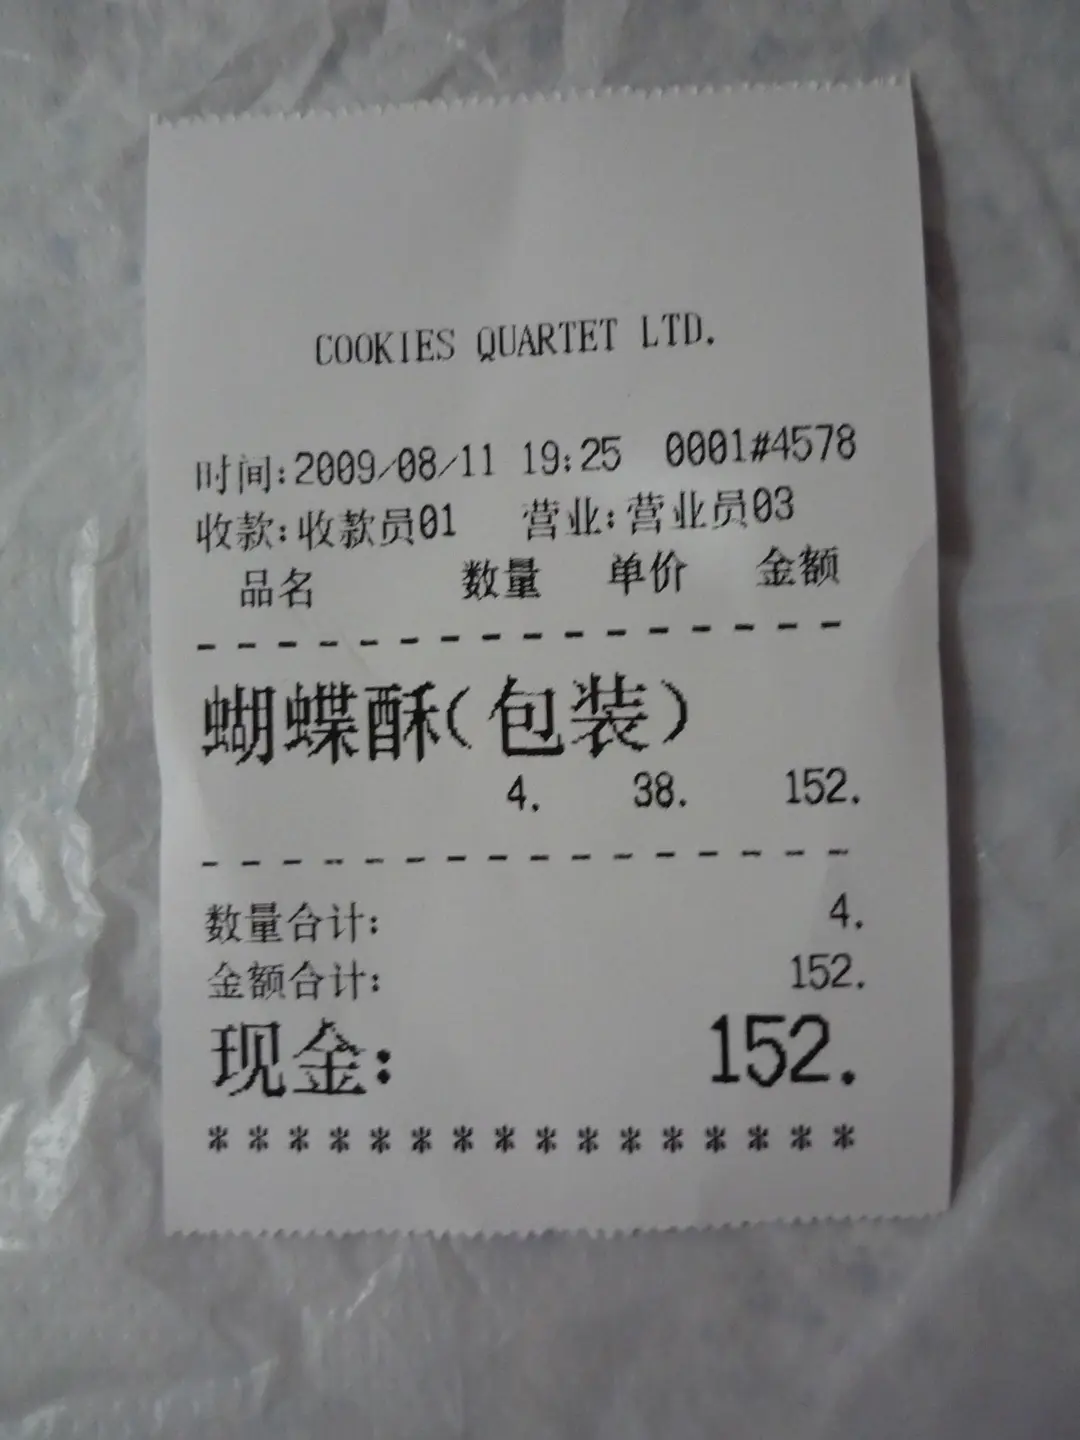 COOKIES QUARTET LTD.
时间:2009/08/11 19:25 0001#4578
收款:收款员01 营业:营业员03
品名 数量 单价 金额
- - - - - - - - - - - - - - - -
蝴蝶酥(包装)
4. 38. 152.
- - - - - - - - - - - - - - - -
数量合计: 4.
金额合计: 152.
现金: 152.
* * * * * * * * * * * * * * * *